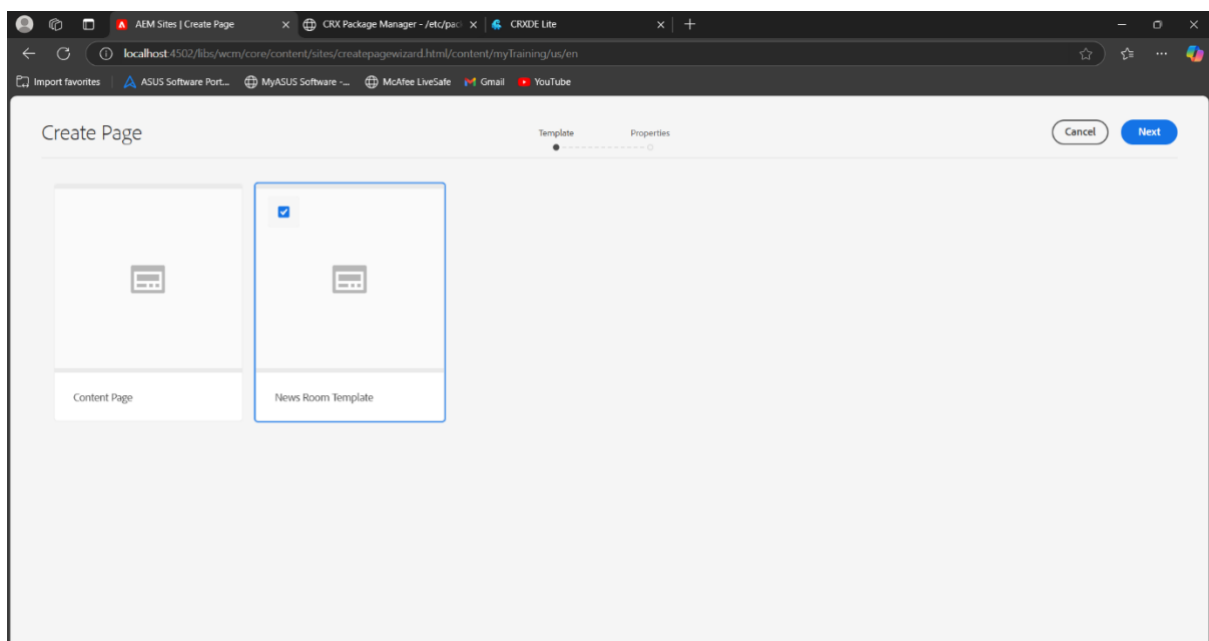 AEM Sites | Create Page
CRX Package Manager - /etc/pac
CRXDE Lite
localhost:4502/libs/wcm/core/content/sites/createpagewizard.html/content/myTraining/us/en
Import favorites
ASUS Software Port...
MyASUS Software -...
McAfee LiveSafe
Gmail
YouTube
Create Page
Template
Properties
Cancel
Next
Content Page
News Room Template